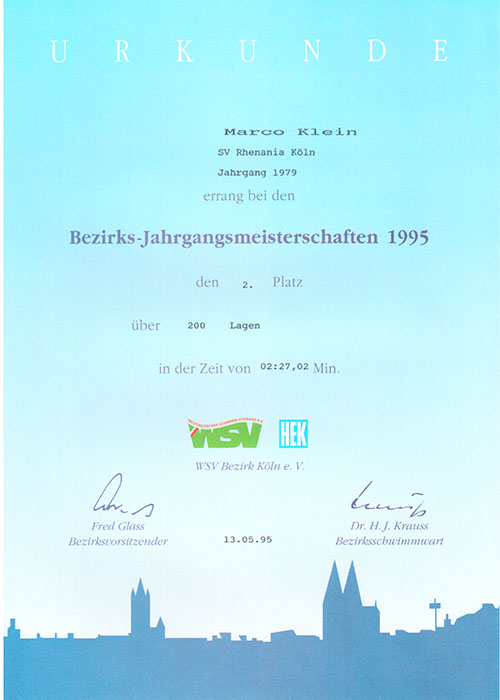 URKUNDE
Marco Klein
SV Rhenania Köln
Jahrgang 1979
errang bei den
Bezirks-Jahrgangsmeisterschaften 1995
den 2. Platz
über 200 Lagen
in der Zeit von 02:27,02 Min.
WSV HEK
WSV Bezirk Köln e. V.
Fred Glass
Bezirksvorsitzender
13.05.95
Dr. H. J. Krauss
Bezirksschwimmwart